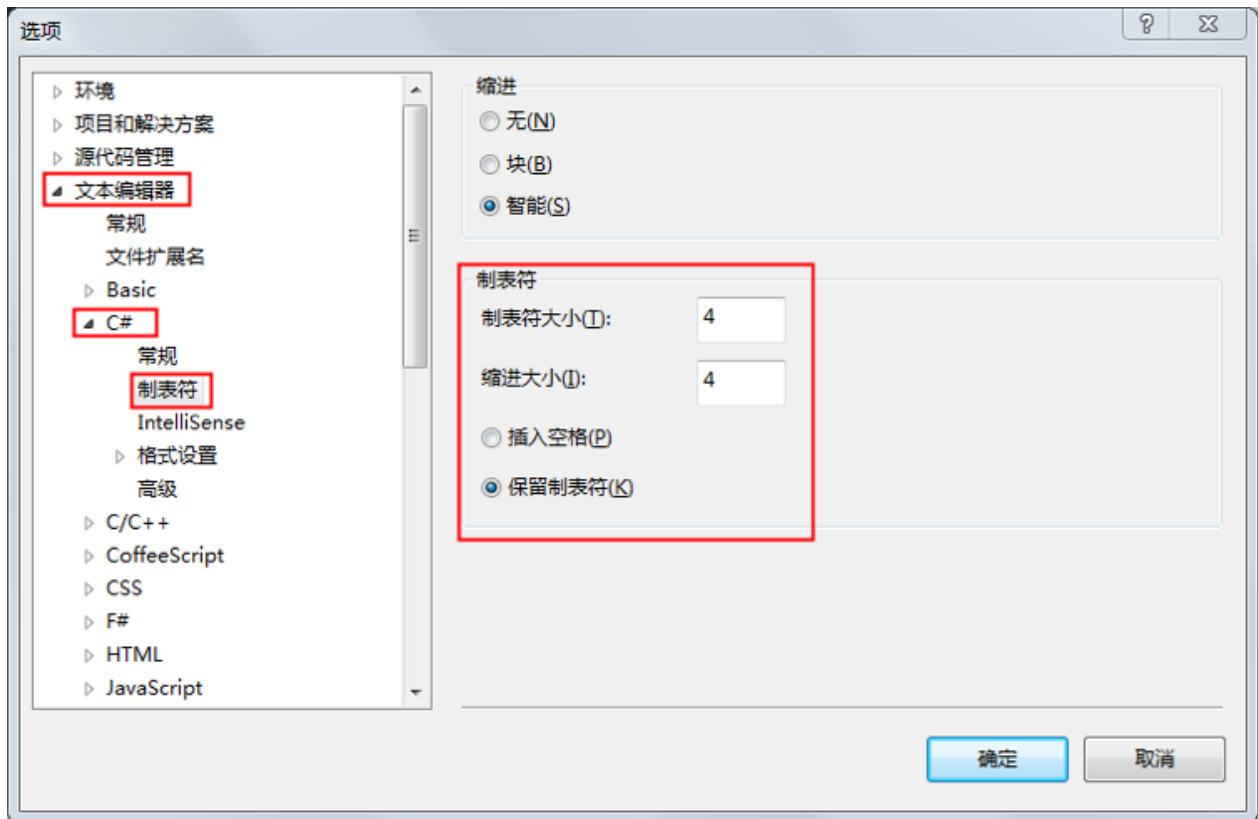 选项
环境
项目和解决方案
源代码管理
文本编辑器
常规
文件扩展名
Basic
C#
常规
制表符
IntelliSense
格式设置
高级
C/C++
CoffeeScript
CSS
F#
HTML
JavaScript
缩进
无(N)
块(B)
智能(S)
制表符
制表符大小(T): 4
缩进大小(I): 4
插入空格(P)
保留制表符(K)
确定 取消